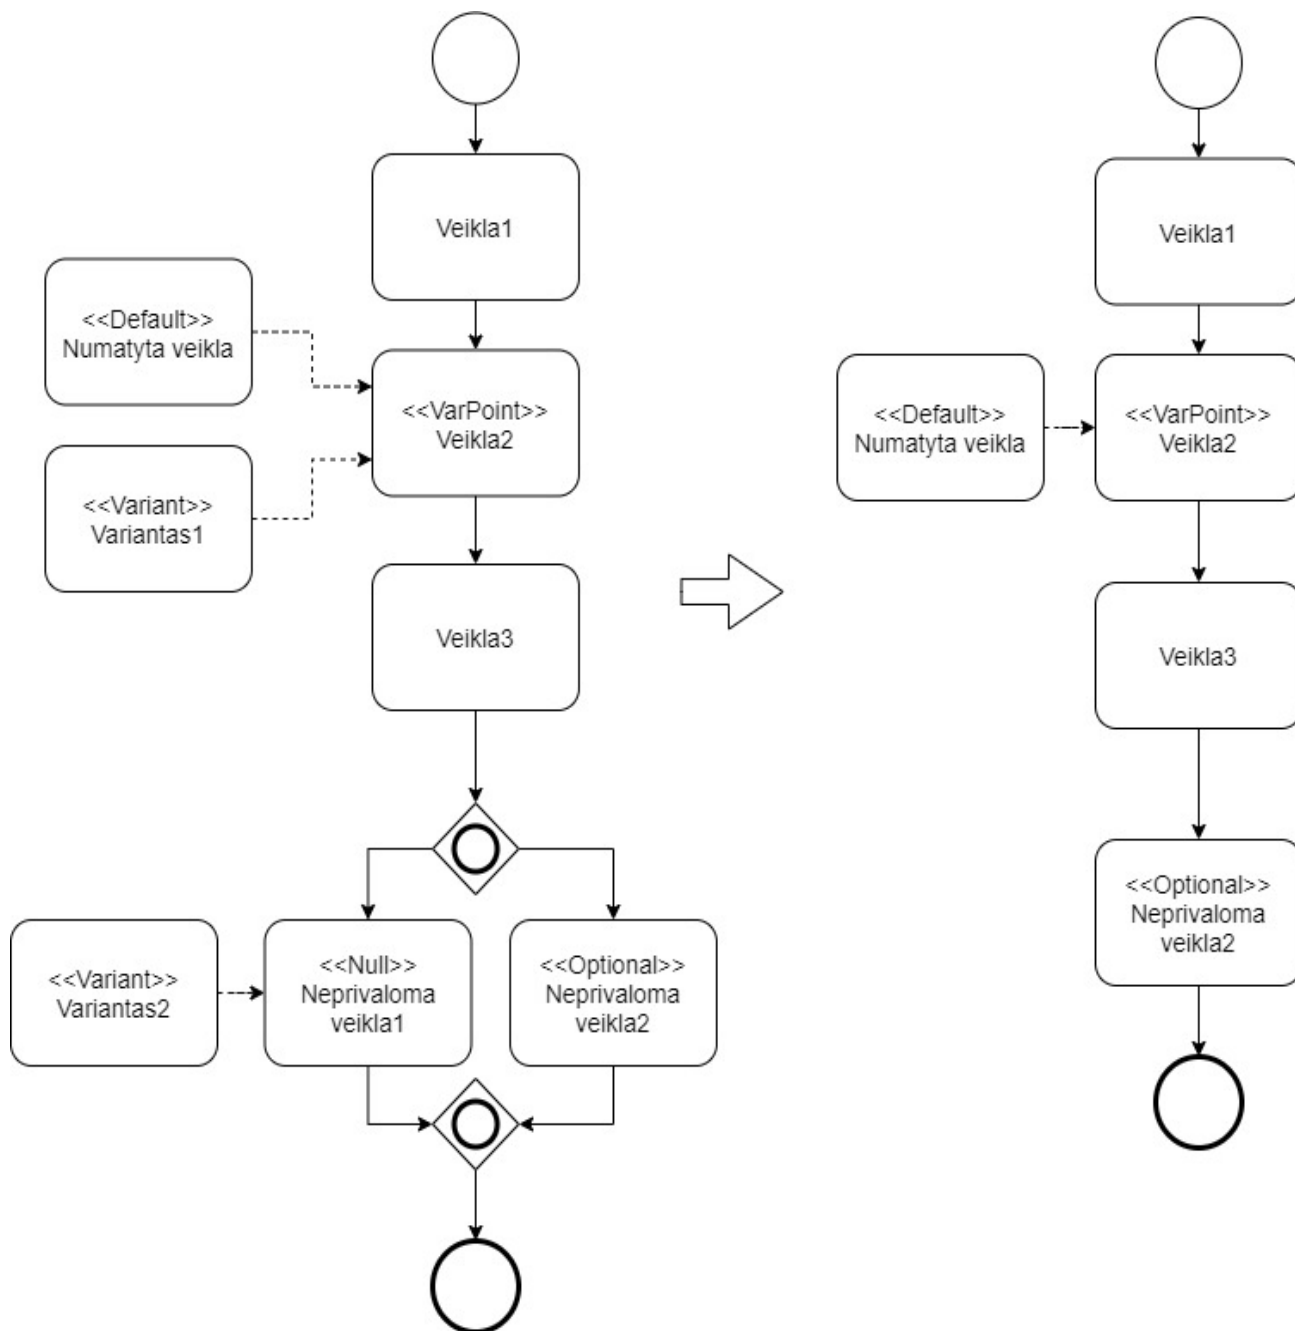 Veikla1
<<Default>>
Numatyta veikla
<<VarPoint>>
Veikla2
<<Variant>>
Variantas1
Veikla3
<<Variant>>
Variantas2
<<Null>>
Neprivaloma
veikla1
<<Optional>>
Neprivaloma
veikla2
Veikla1
<<Default>>
Numatyta veikla
<<VarPoint>>
Veikla2
Veikla3
<<Optional>>
Neprivaloma
veikla2